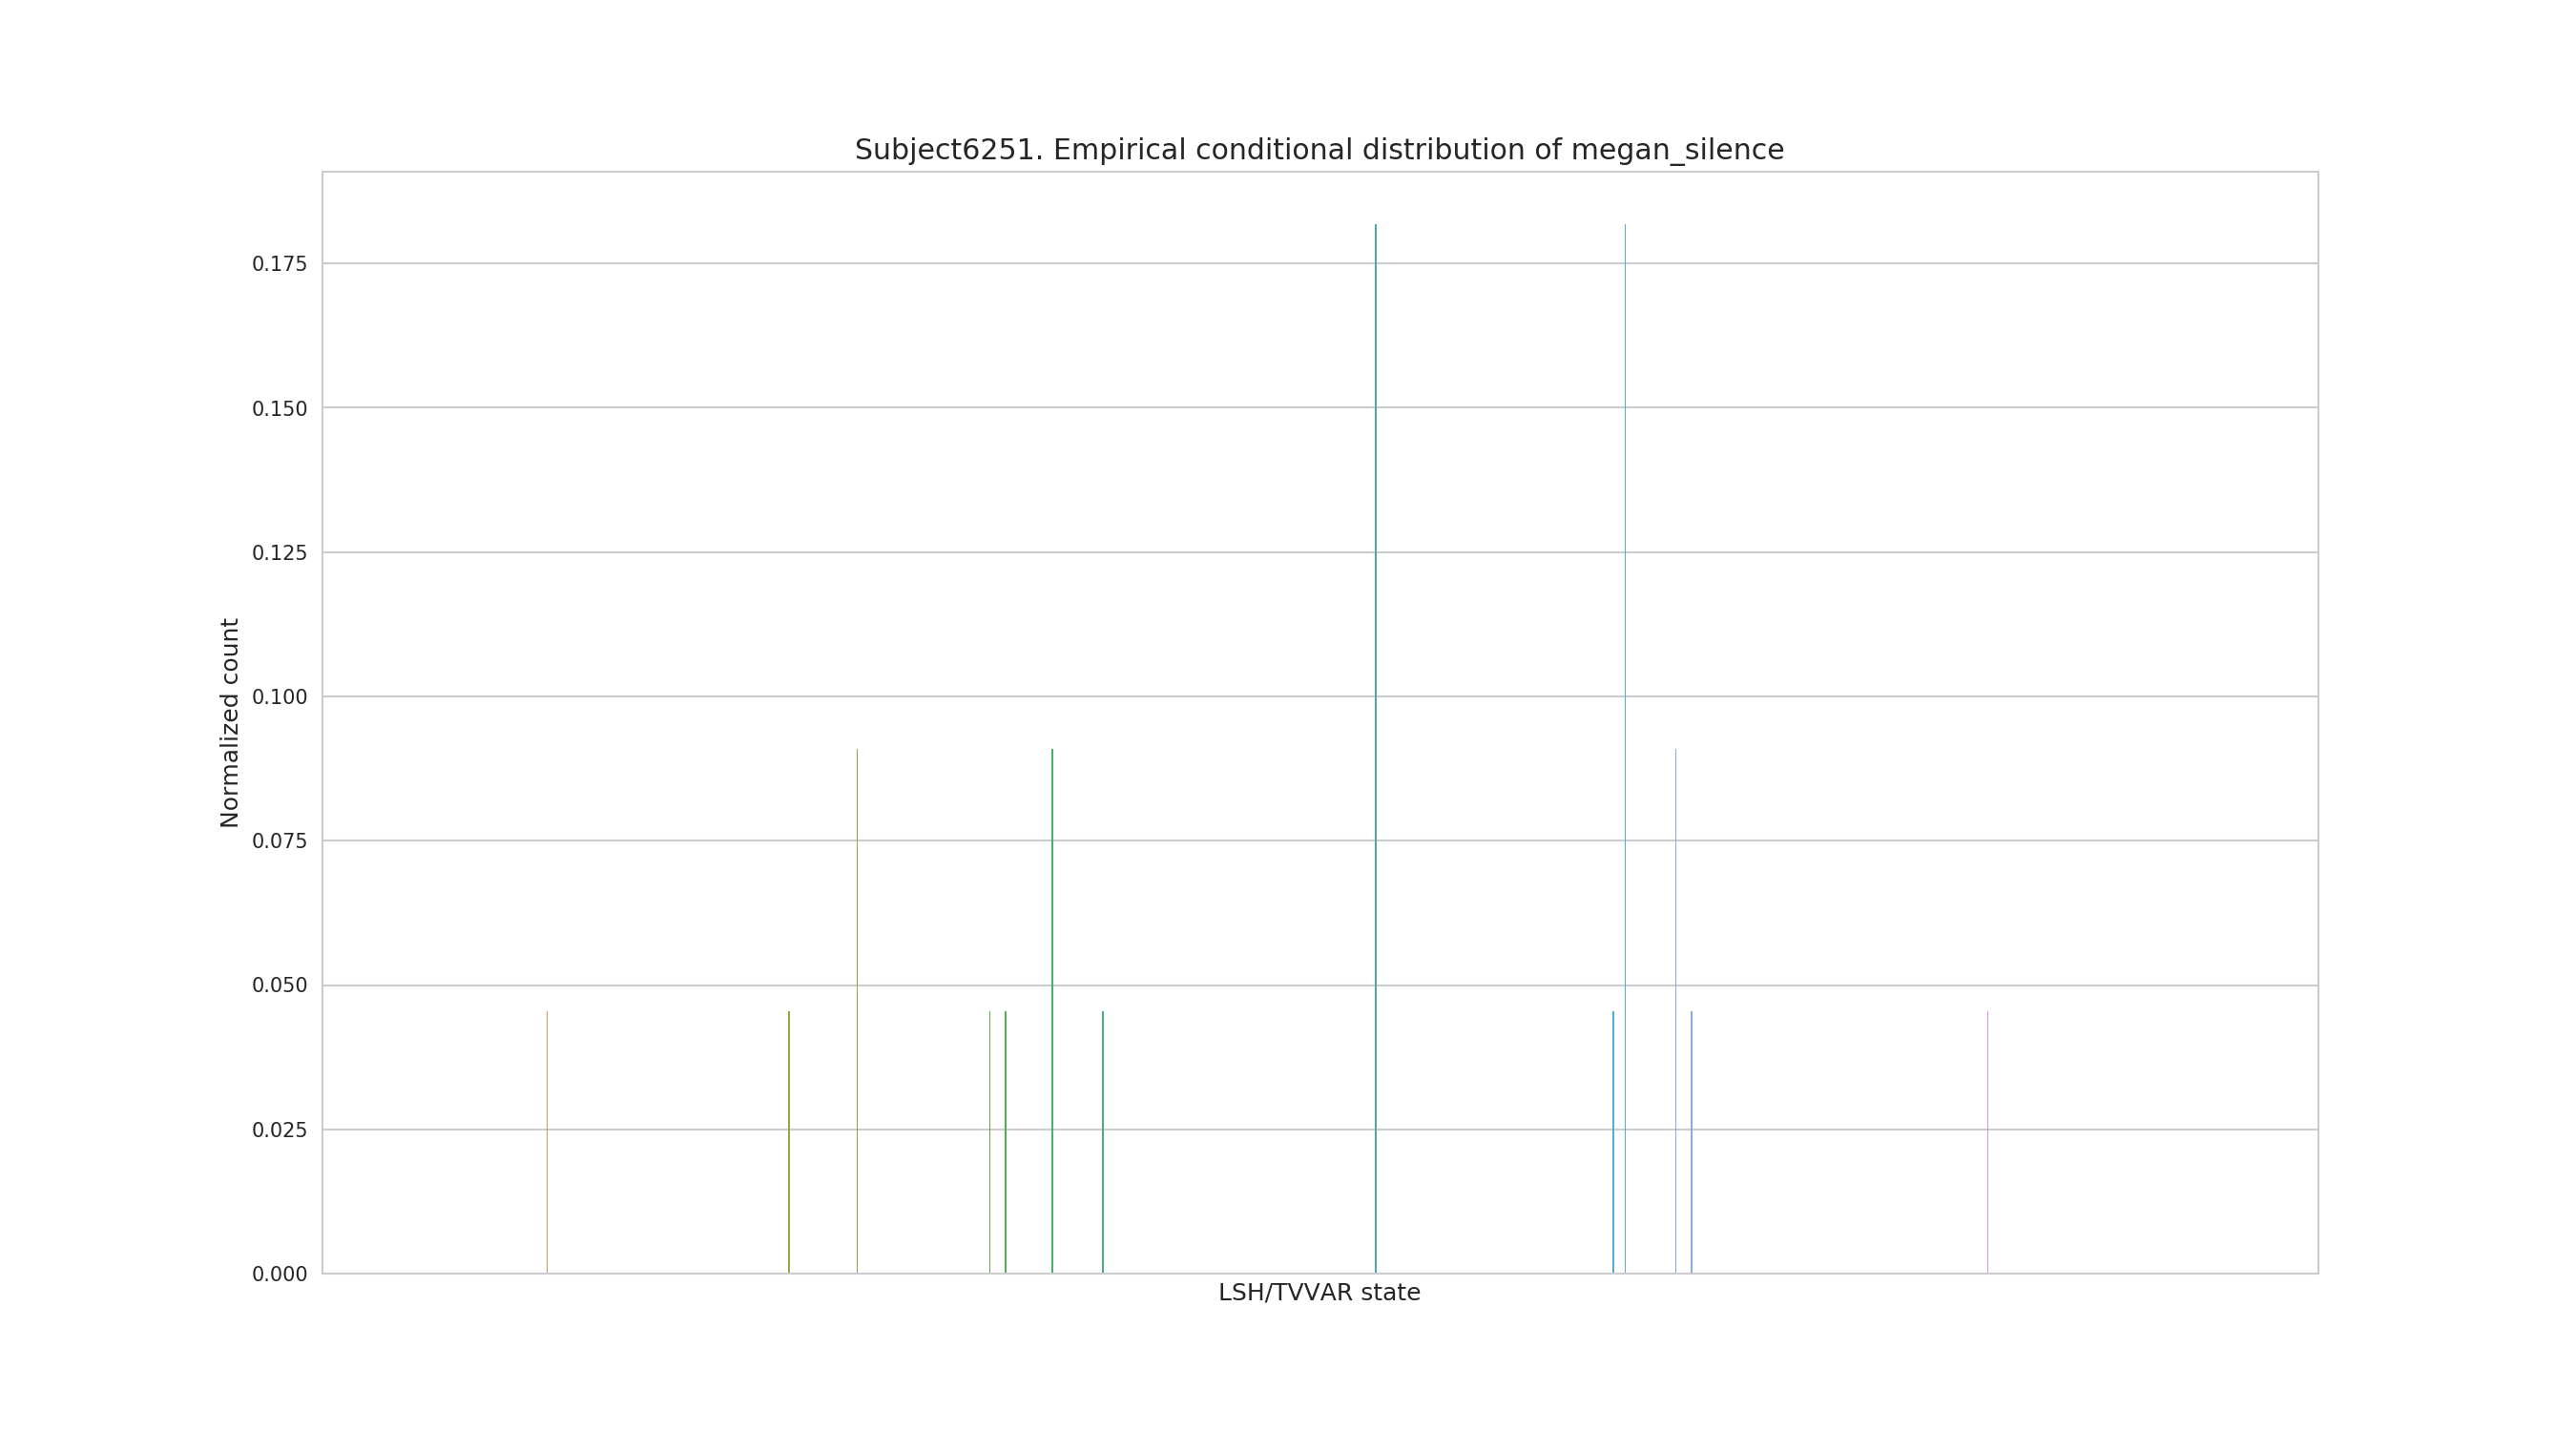 Subject6251. Empirical conditional distribution of megan_silence
0.175
0.150
0.125
0.100
0.075
0.050
0.025
0.000
Normalized count
LSH/TVVAR state